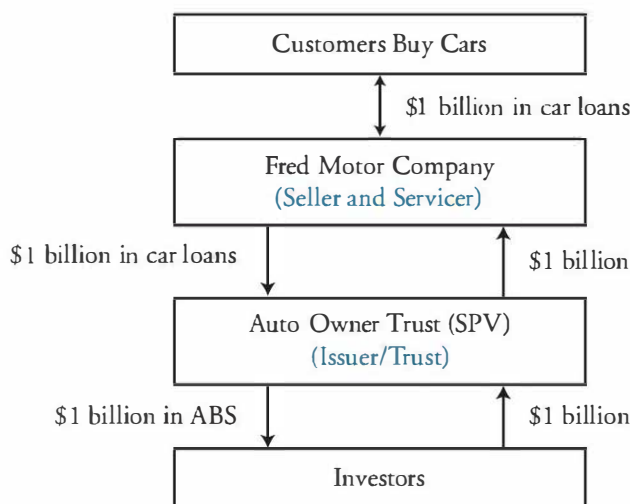 Customers Buy Cars
$1 billion in car loans
Fred Motor Company
(Seller and Servicer)
$1 billion in car loans
$1 billion
Auto Owner Trust (SPV)
(Issuer/Trust)
$1 billion in ABS
$1 billion
Investors